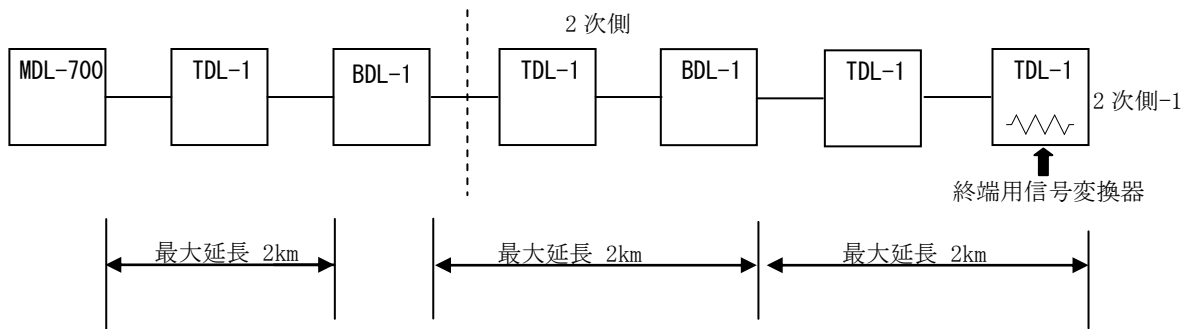 2次側
MDL-700
TDL-1
BDL-1
TDL-1
BDL-1
TDL-1
TDL-1
2次側-1
終端用信号変換器
最大延長 2km
最大延長 2km
最大延長 2km